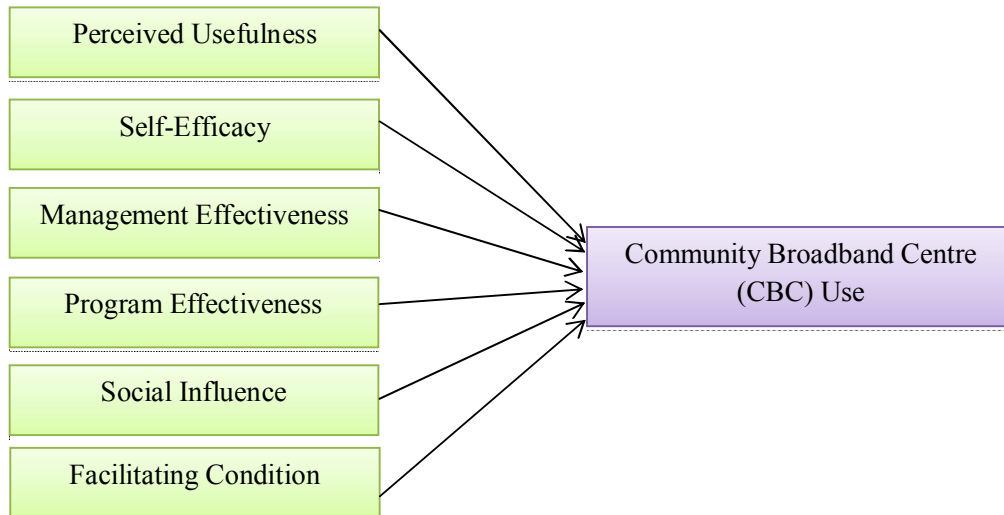 Perceived Usefulness
Self-Efficacy
Management Effectiveness
Program Effectiveness
Social Influence
Facilitating Condition
Community Broadband Centre
(CBC) Use